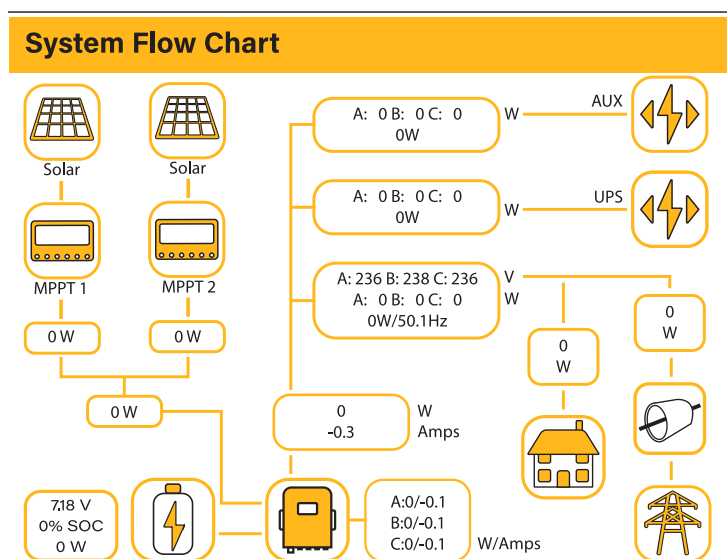 System Flow Chart
A: 0 B: 0 C: 0
0W
W
AUX
Solar
Solar
A: 0 B: 0 C: 0
0W
W
UPS
MPPT 1
MPPT 2
A: 236 B: 238 C: 236
V
A: 0 B: 0 C: 0
W
0W/50.1Hz
0 W
0 W
0
W
0
W
0 W
0
W
-0.3
Amps
7.18 V
0% SOC
0 W
A:0/-0.1
B:0/-0.1
C:0/-0.1
W/Amps